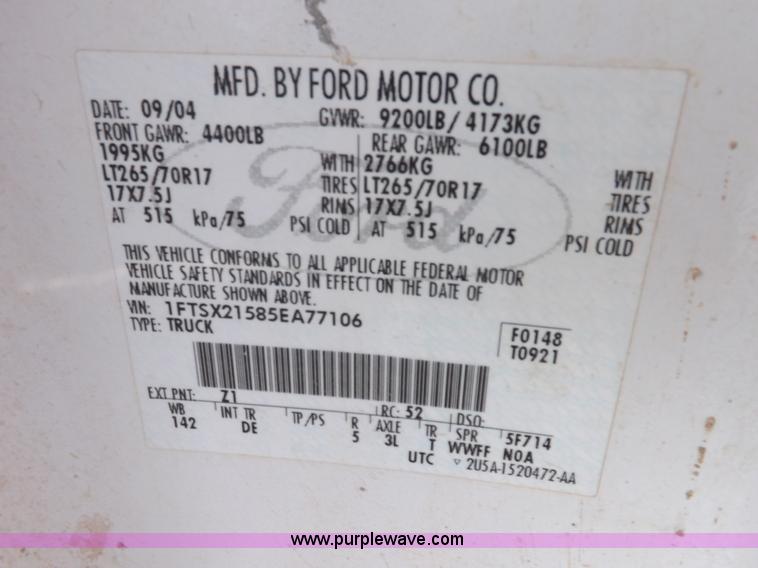 MFD. BY FORD MOTOR CO.
DATE: 09/04 GVWR: 9200LB/ 4173KG
FRONT GAWR: 4400LB REAR GAWR: 6100LB
1995KG WITH 2766KG WITH
LT265/70R17 TIRES LT265/70R17 TIRES
17X7.5J RIMS 17X7.5J RIMS
AT 515 kPa/75 PSI COLD AT 515 kPa/75 PSI COLD
Ford
THIS VEHICLE CONFORMS TO ALL APPLICABLE FEDERAL MOTOR
VEHICLE SAFETY STANDARDS IN EFFECT ON THE DATE OF
MANUFACTURE SHOWN ABOVE.
VIN: 1FTSX21585EA77106
TYPE: TRUCK
F0148
T0921
EXT PNT: Z1 RC: 52 DSO:
WB INT TR TP/PS R AXLE TR SPR 5F714
142 DE 5 3L T WWFF NOA
UTC ▽ 2U5A-1520472-AA
www.purplewave.com